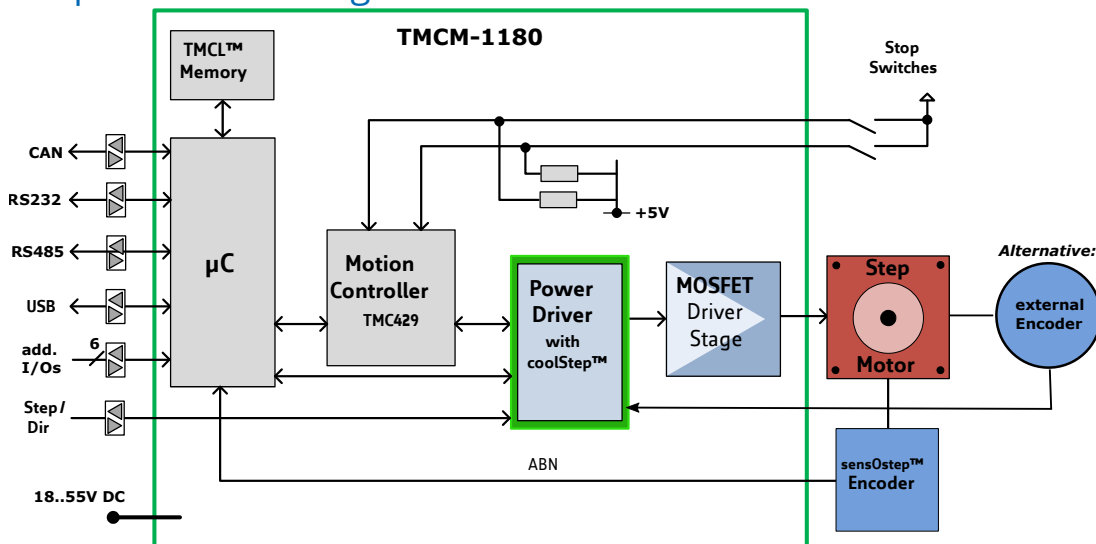 TMCM-1180
TMCL™
Memory
Stop
Switches
CAN
RS232
RS485
USB
add.
I/Os
6
Step/
Dir
18..55V DC
µC
+5V
Motion
Controller
TMC429
Power
Driver
with
coolStep™
MOSFET
Driver
Stage
Step
Motor
Alternative:
external
Encoder
ABN
sensOstep™
Encoder